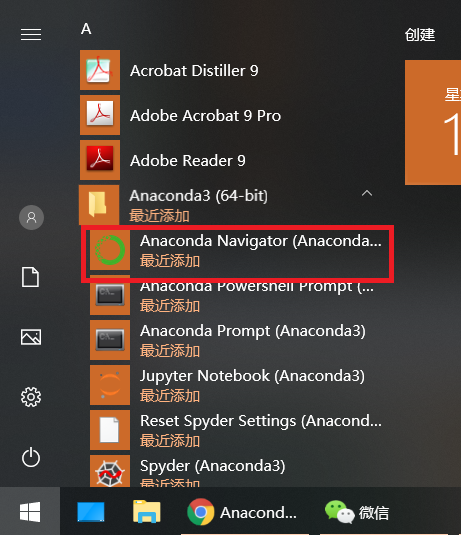 A
创建
Acrobat Distiller 9
Adobe Acrobat 9 Pro
Adobe Reader 9
Anaconda3 (64-bit)
最近添加
Anaconda Navigator (Anaconda...
最近添加
Anaconda Powershell Prompt (...
最近添加
Anaconda Prompt (Anaconda3)
最近添加
Jupyter Notebook (Anaconda3)
最近添加
Reset Spyder Settings (Anacond...
最近添加
Spyder (Anaconda3)
最近添加
星
1
Anacond...
微信